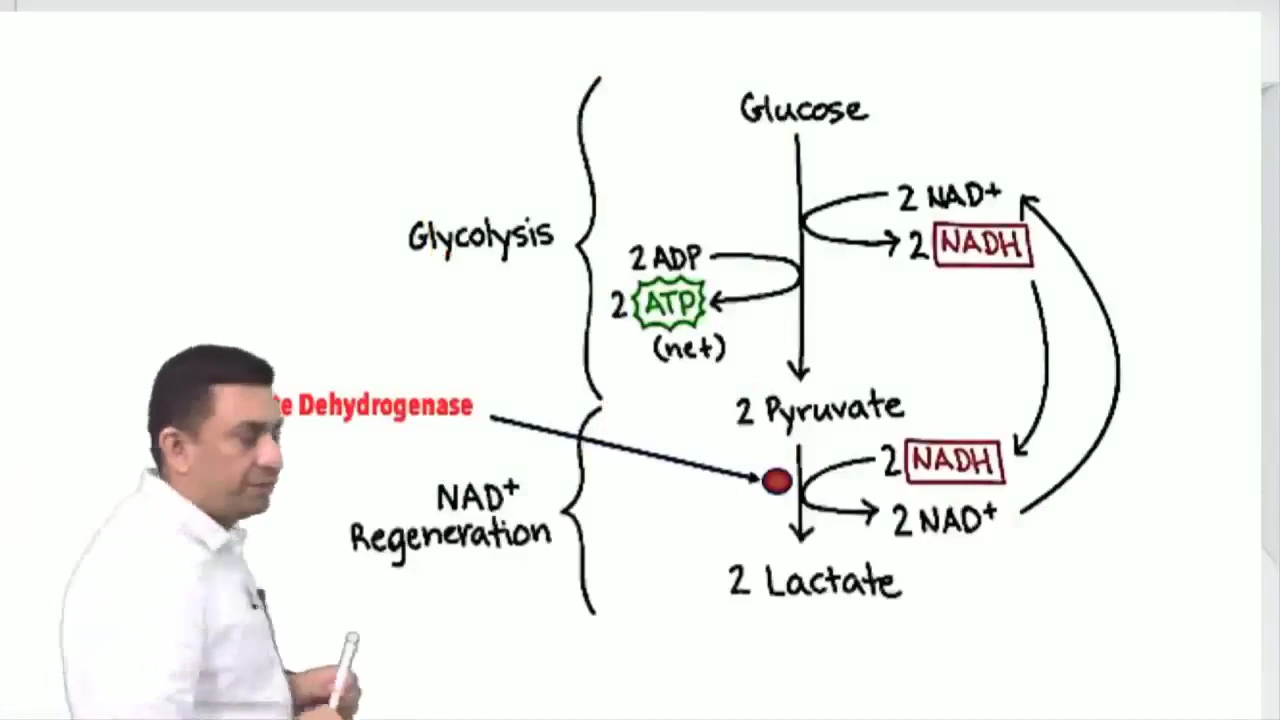 Glucose
2 NAD+
Glycolysis
2 NADH
2 ADP
2 ATP
(net)
Dehydrogenase
2 Pyruvate
2 NADH
NAD+
Regeneration
2 NAD+
2 Lactate